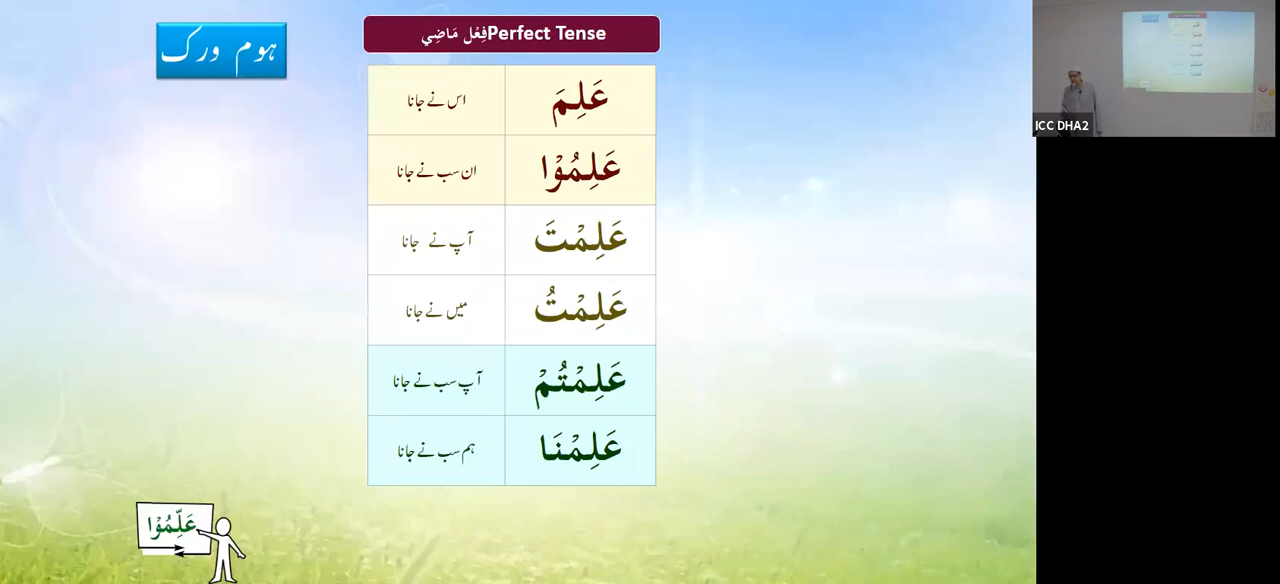 ہوم ورک
فِعْل مَاضِي Perfect Tense
عَلِمَ اس نے جانا
عَلِمُوْا ان سب نے جانا
عَلِمْتَ آپ نے جانا
عَلِمْتُ میں نے جانا
عَلِمْتُمْ آپ سب نے جانا
عَلِمْنَا ہم سب نے جانا
عَلِّمُوْا
ICC DHA2